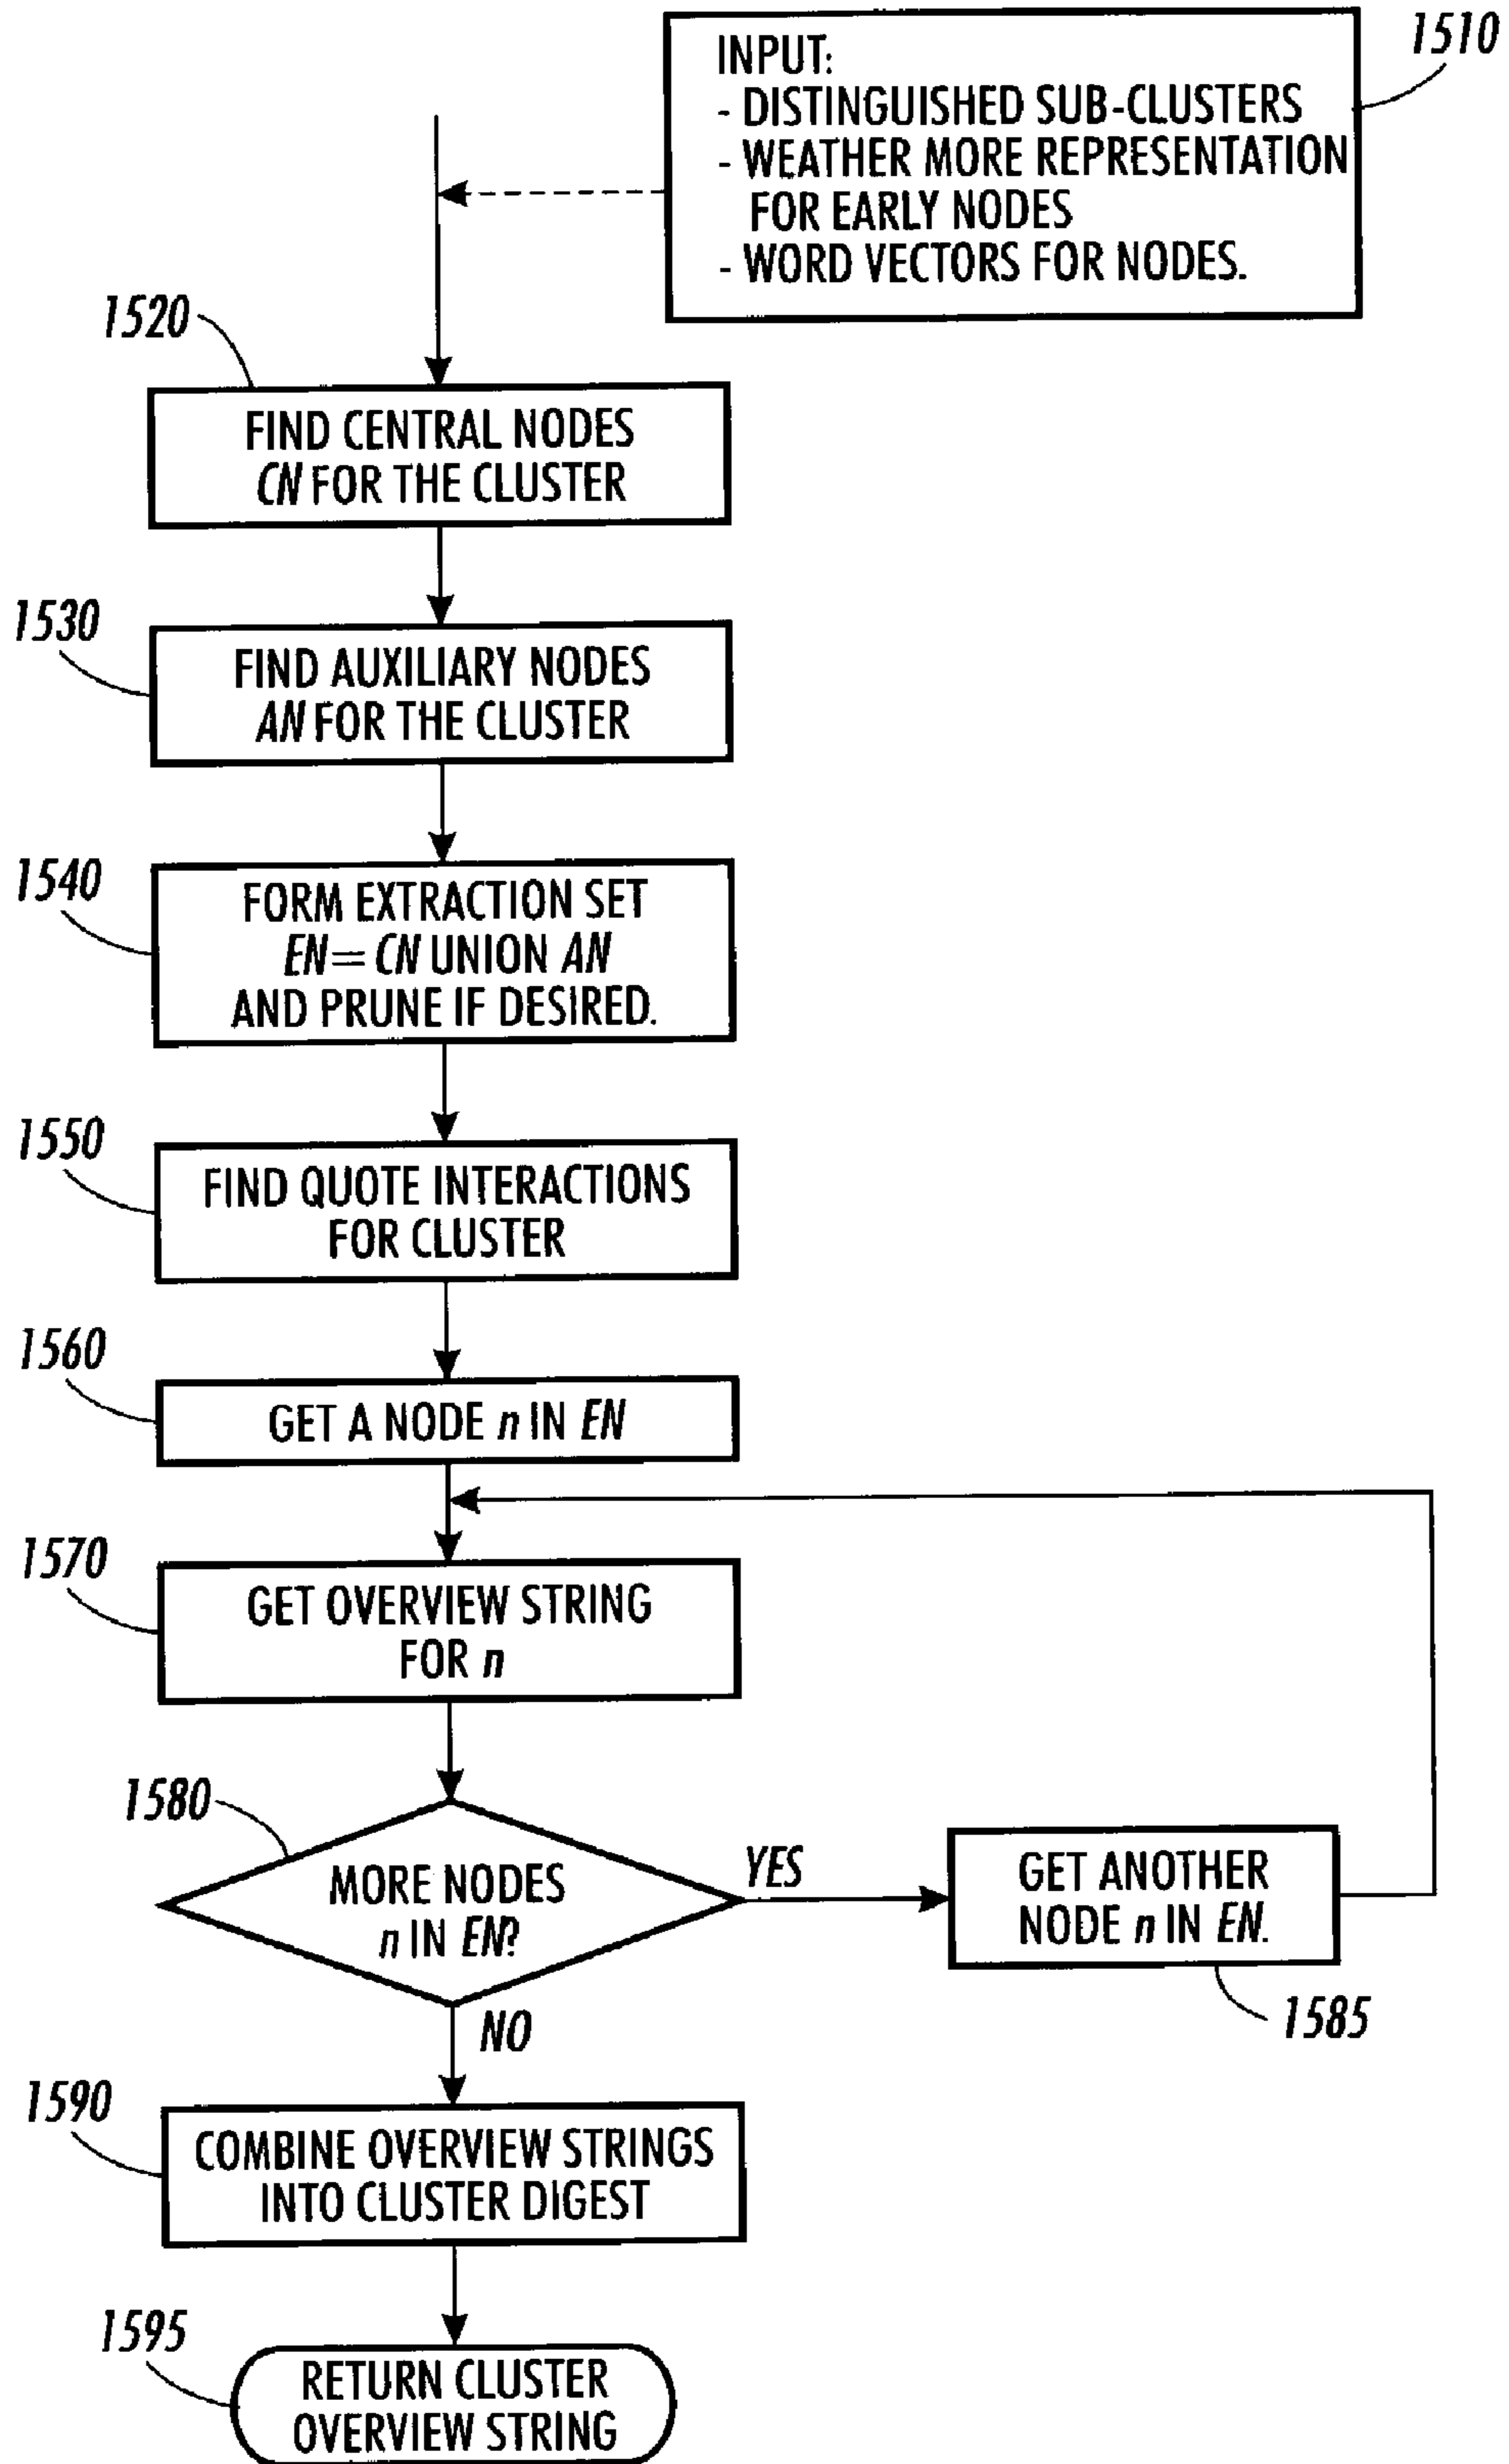 1510
INPUT:
- DISTINGUISHED SUB-CLUSTERS
- WEATHER MORE REPRESENTATION
FOR EARLY NODES
- WORD VECTORS FOR NODES.
1520
FIND CENTRAL NODES
CN FOR THE CLUSTER
1530
FIND AUXILIARY NODES
AN FOR THE CLUSTER
1540
FORM EXTRACTION SET
EN = CN UNION AN
AND PRUNE IF DESIRED.
1550
FIND QUOTE INTERACTIONS
FOR CLUSTER
1560
GET A NODE n IN EN
1570
GET OVERVIEW STRING
FOR n
1580
MORE NODES
n IN EN?
YES
GET ANOTHER
NODE n IN EN.
1585
NO
1590
COMBINE OVERVIEW STRINGS
INTO CLUSTER DIGEST
1595
RETURN CLUSTER
OVERVIEW STRING